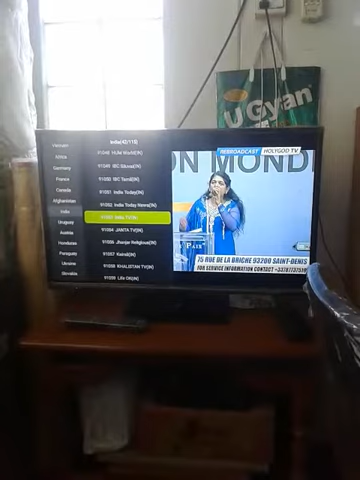 UGyan
India(42/118)
Vietnam
Africa
Germany
France
Canada
Afghanistan
India
Uruguay
Austria
Honduras
Paraguay
Ukraine
Slovakia
91048 HUM World(IN)
91049 IBC Silover(IN)
91050 IBC Tamil(IN)
91051 India Today(IN)
91052 India Today News(IN)
91053 India TV(IN)
91054 JANTA TV(IN)
91056 Jhanjar Religious(IN)
91057 Kairali(IN)
91058 KHALISTAN TV(IN)
91059 Life OK(IN)
REBROADCAST HOLYGOD TV
ON MONDI
PAIX
75 RUE DE LA BRICHE 93200 SAINT-DENIS
FOR SERVICE INFORMATION CONTACT